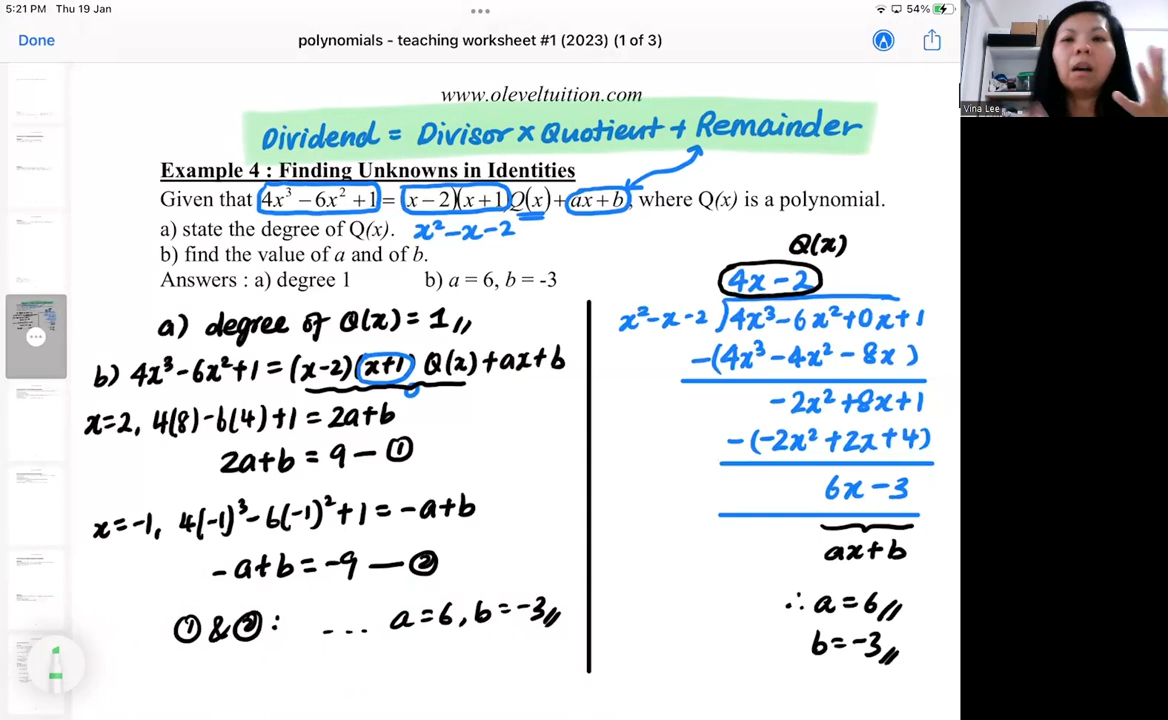 5:21 PM Thu 19 Jan
54%
Done
polynomials - teaching worksheet #1 (2023) (1 of 3)
Vina Lee
www.oleveltuition.com
Dividend = Divisor × Quotient + Remainder
Example 4 : Finding Unknowns in Identities
Given that 4x³ − 6x² + 1 = (x − 2)(x + 1)Q(x) + ax + b, where Q(x) is a polynomial.
a) state the degree of Q(x). x² − x − 2
b) find the value of a and of b.
Answers : a) degree 1 b) a = 6, b = -3
a) degree of Q(x) = 1
b) 4x³ − 6x² + 1 = (x−2)(x+1) Q(x) + ax + b
x=2, 4(8) − 6(4) + 1 = 2a+b
2a+b = 9 — ①
x=−1, 4(−1)³ − 6(−1)² + 1 = −a+b
−a+b = −9 — ②
① & ②: ... a=6, b=−3
Q(x)
4x − 2
x² − x − 2 ) 4x³ − 6x² + 0x + 1
−(4x³ − 4x² − 8x )
−2x² + 8x + 1
−(−2x² + 2x + 4)
6x − 3
ax+b
∴ a = 6
b = −3